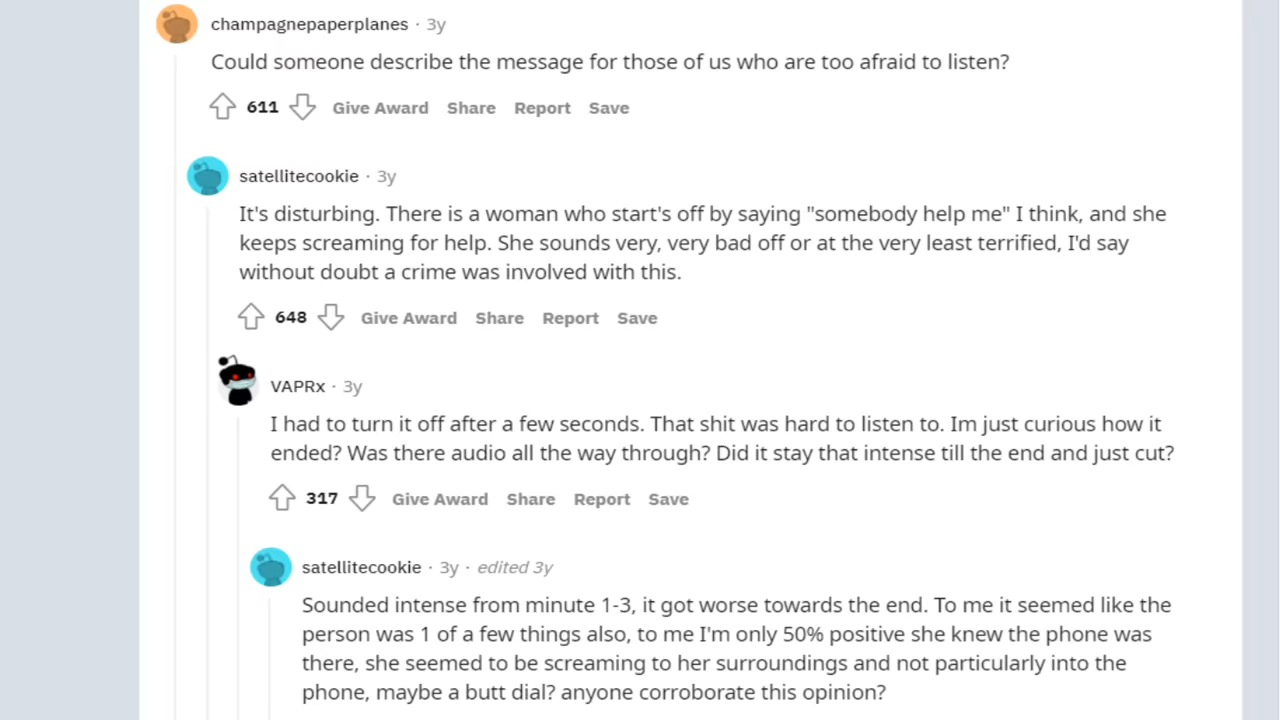 champagnepaperplanes · 3y
Could someone describe the message for those of us who are too afraid to listen?
611 Give Award Share Report Save
satellitecookie · 3y
It's disturbing. There is a woman who start's off by saying "somebody help me" I think, and she
keeps screaming for help. She sounds very, very bad off or at the very least terrified, I'd say
without doubt a crime was involved with this.
648 Give Award Share Report Save
VAPRx · 3y
I had to turn it off after a few seconds. That shit was hard to listen to. Im just curious how it
ended? Was there audio all the way through? Did it stay that intense till the end and just cut?
317 Give Award Share Report Save
satellitecookie · 3y · edited 3y
Sounded intense from minute 1-3, it got worse towards the end. To me it seemed like the
person was 1 of a few things also, to me I'm only 50% positive she knew the phone was
there, she seemed to be screaming to her surroundings and not particularly into the
phone, maybe a butt dial? anyone corroborate this opinion?